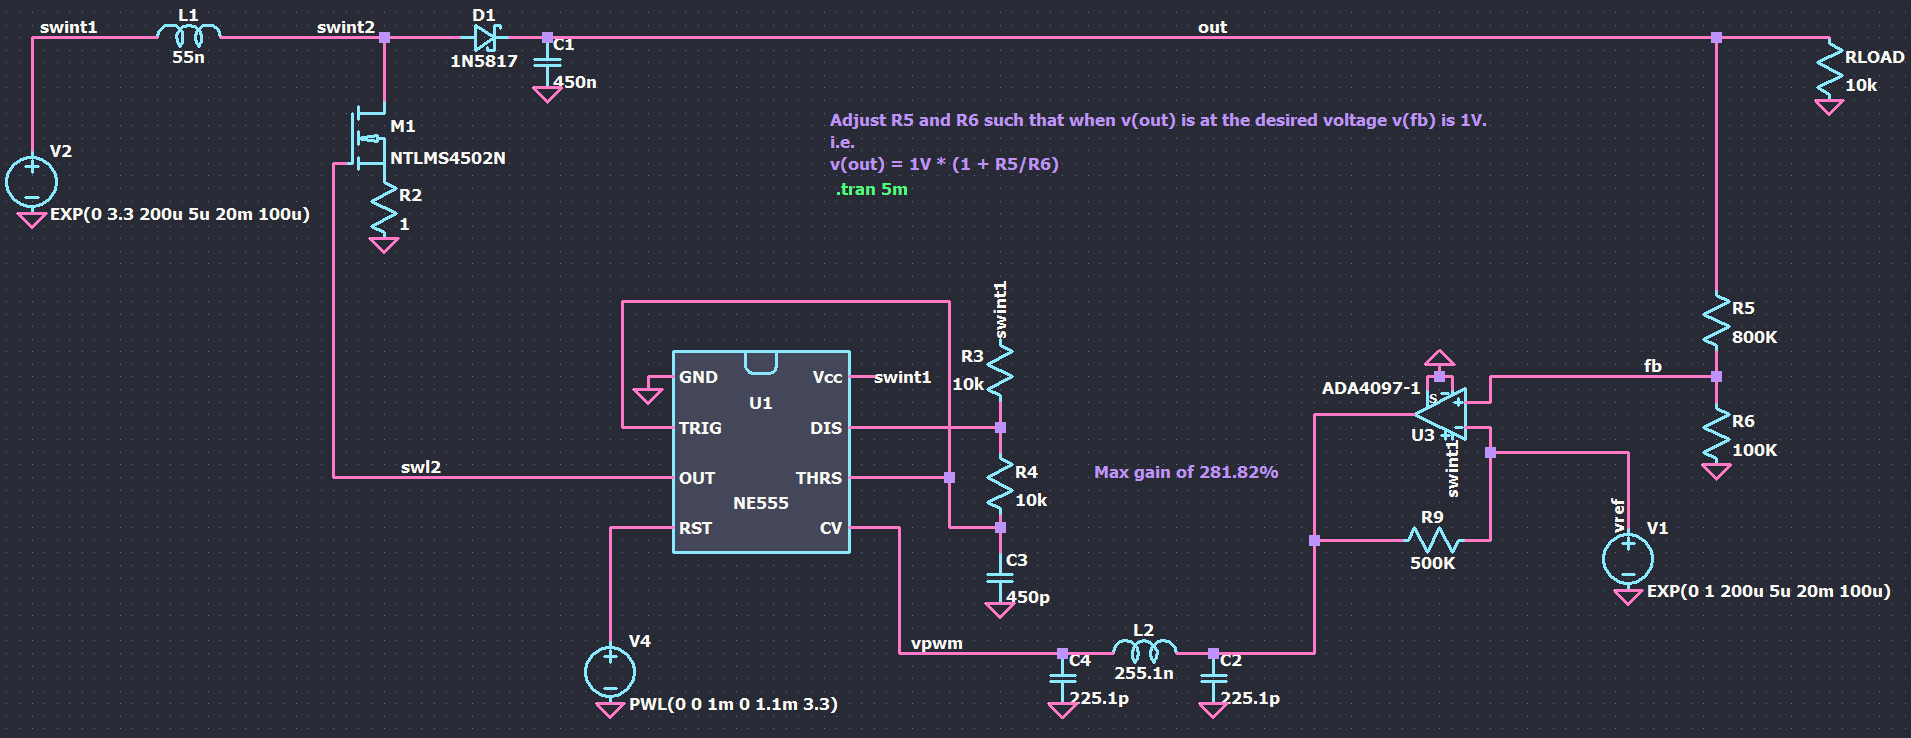 L1
swint1
swint2
55n
D1
1N5817
C1
450n
out
RLOAD
10k
V2
EXP(0 3.3 200u 5u 20m 100u)
M1
NTLMS4502N
R2
1
Adjust R5 and R6 such that when v(out) is at the desired voltage v(fb) is 1V.
i.e.
v(out) = 1V * (1 + R5/R6)
.tran 5m
swint1
R3
10k
GND
Vcc
swint1
U1
TRIG
DIS
swl2
OUT
THRS
NE555
RST
CV
R4
10k
C3
450p
Max gain of 281.82%
R5
800K
fb
ADA4097-1
S
U3
swint1
R6
100K
R9
500K
vref
V1
EXP(0 1 200u 5u 20m 100u)
V4
PWL(0 0 1m 0 1.1m 3.3)
vpwm
L2
255.1n
C4
225.1p
C2
225.1p